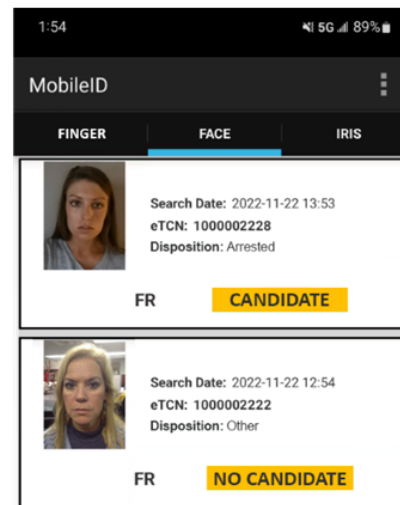 1:54 5G 89%
MobileID
FINGER FACE IRIS
Search Date: 2022-11-22 13:53
eTCN: 1000002228
Disposition: Arrested
FR CANDIDATE
Search Date: 2022-11-22 12:54
eTCN: 1000002222
Disposition: Other
FR NO CANDIDATE